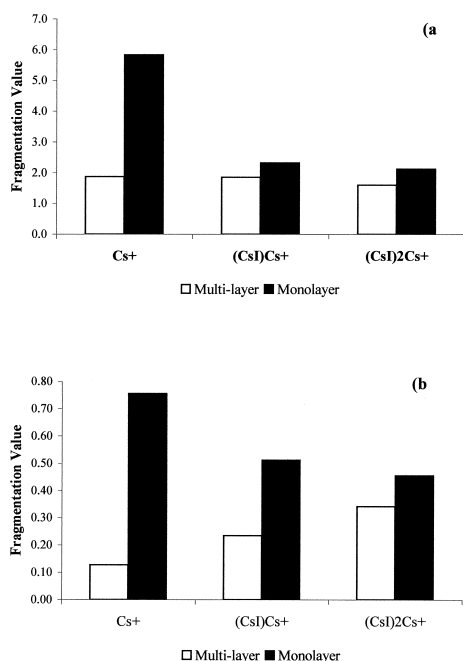 (a
7.0
6.0
5.0
4.0
3.0
2.0
1.0
0.0
Fragmentation Value
Cs+ (CsI)Cs+ (CsI)2Cs+
Multi-layer Monolayer
(b
0.80
0.70
0.60
0.50
0.40
0.30
0.20
0.10
0.00
Fragmentation Value
Cs+ (CsI)Cs+ (CsI)2Cs+
Multi-layer Monolayer